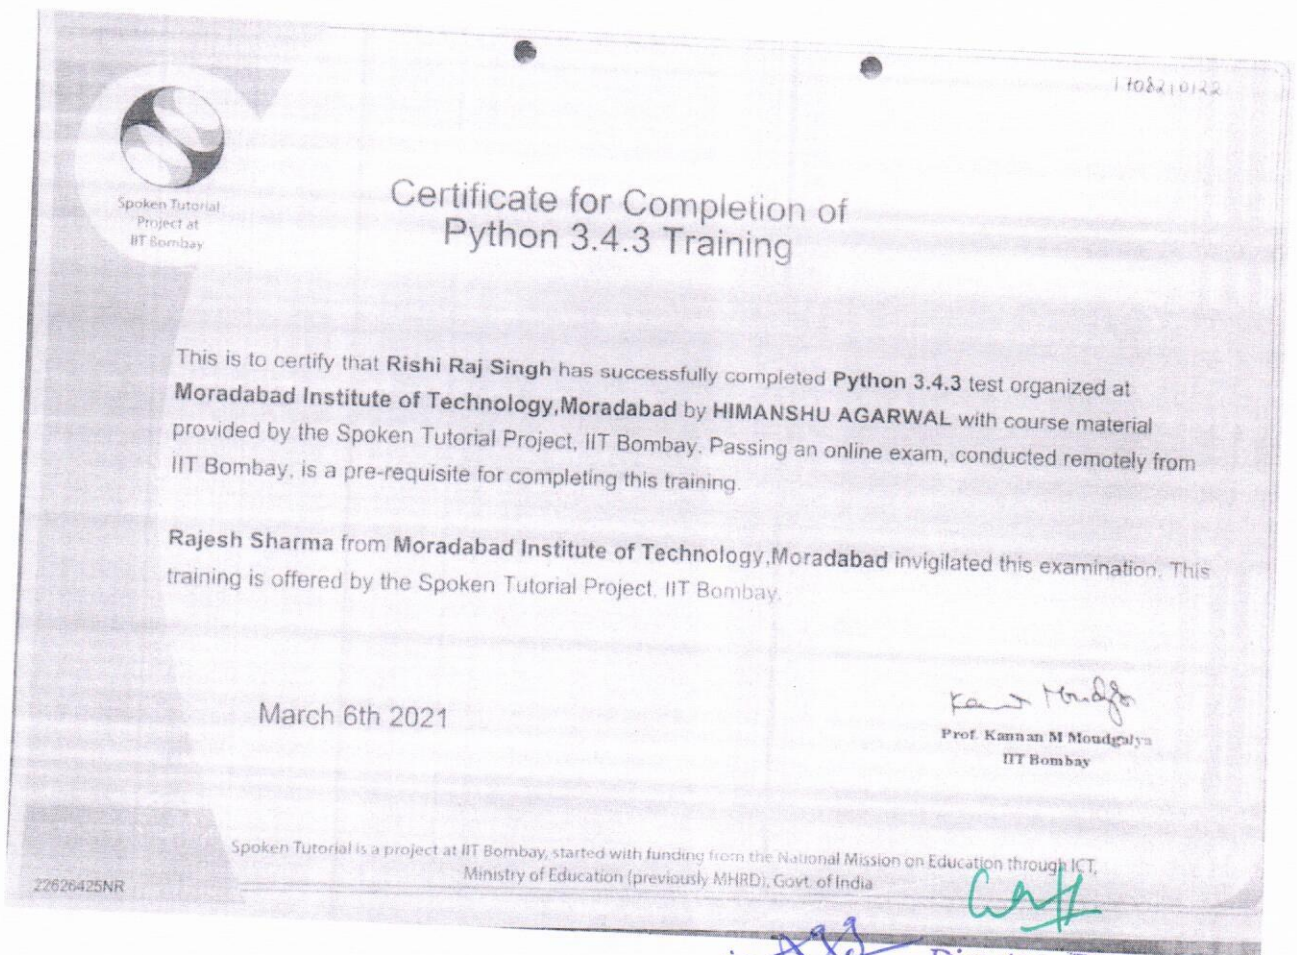 1708210122
Spoken Tutorial
Project at
IIT Bombay
Certificate for Completion of
Python 3.4.3 Training
This is to certify that Rishi Raj Singh has successfully completed Python 3.4.3 test organized at
Moradabad Institute of Technology,Moradabad by HIMANSHU AGARWAL with course material
provided by the Spoken Tutorial Project, IIT Bombay. Passing an online exam, conducted remotely from
IIT Bombay, is a pre-requisite for completing this training.
Rajesh Sharma from Moradabad Institute of Technology,Moradabad invigilated this examination. This
training is offered by the Spoken Tutorial Project, IIT Bombay.
March 6th 2021
Prof. Kannan M Moudgalya
IIT Bombay
Spoken Tutorial is a project at IIT Bombay, started with funding from the National Mission on Education through ICT,
Ministry of Education (previously MHRD), Govt. of India
22626425NR